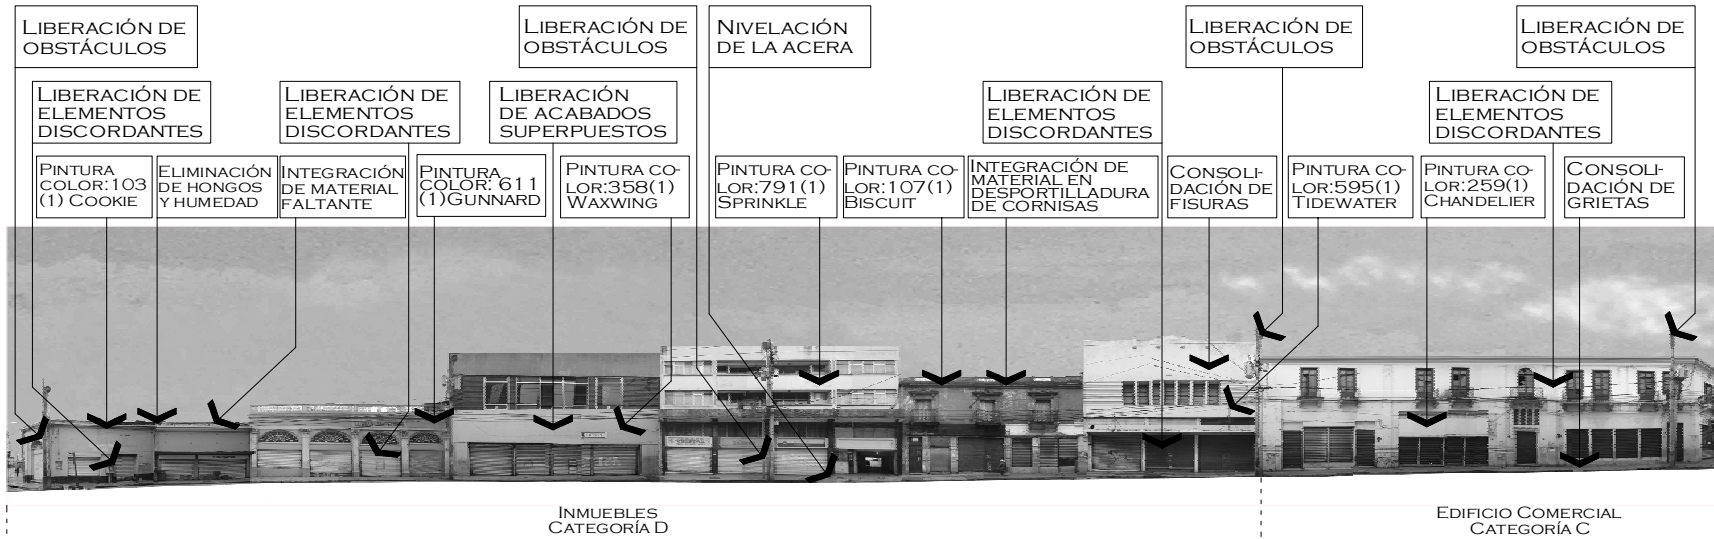 LIBERACIÓN DE
OBSTÁCULOS
LIBERACIÓN DE
OBSTÁCULOS
NIVELACIÓN
DE LA ACERA
LIBERACIÓN DE
OBSTÁCULOS
LIBERACIÓN DE
OBSTÁCULOS
LIBERACIÓN DE
ELEMENTOS
DISCORDANTES
LIBERACIÓN DE
ELEMENTOS
DISCORDANTES
LIBERACIÓN
DE ACABADOS
SUPERPUESTOS
LIBERACIÓN DE
ELEMENTOS
DISCORDANTES
LIBERACIÓN DE
ELEMENTOS
DISCORDANTES
PINTURA
COLOR:103
(1) COOKIE
ELIMINACIÓN
DE HONGOS
Y HUMEDAD
INTEGRACIÓN
DE MATERIAL
FALTANTE
PINTURA
COLOR: 611
(1)GUNNARD
PINTURA CO-
LOR:358(1)
WAXWING
PINTURA CO-
LOR:791(1)
SPRINKLE
PINTURA CO-
LOR:107(1)
BISCUIT
INTEGRACIÓN DE
MATERIAL EN
DESPORTILLADURA
DE CORNISAS
CONSOLI-
DACIÓN DE
FISURAS
PINTURA CO-
LOR:595(1)
TIDEWATER
PINTURA CO-
LOR:259(1)
CHANDELIER
CONSOLI-
DACIÓN DE
GRIETAS
INMUEBLES
CATEGORÍA D
EDIFICIO COMERCIAL
CATEGORÍA C